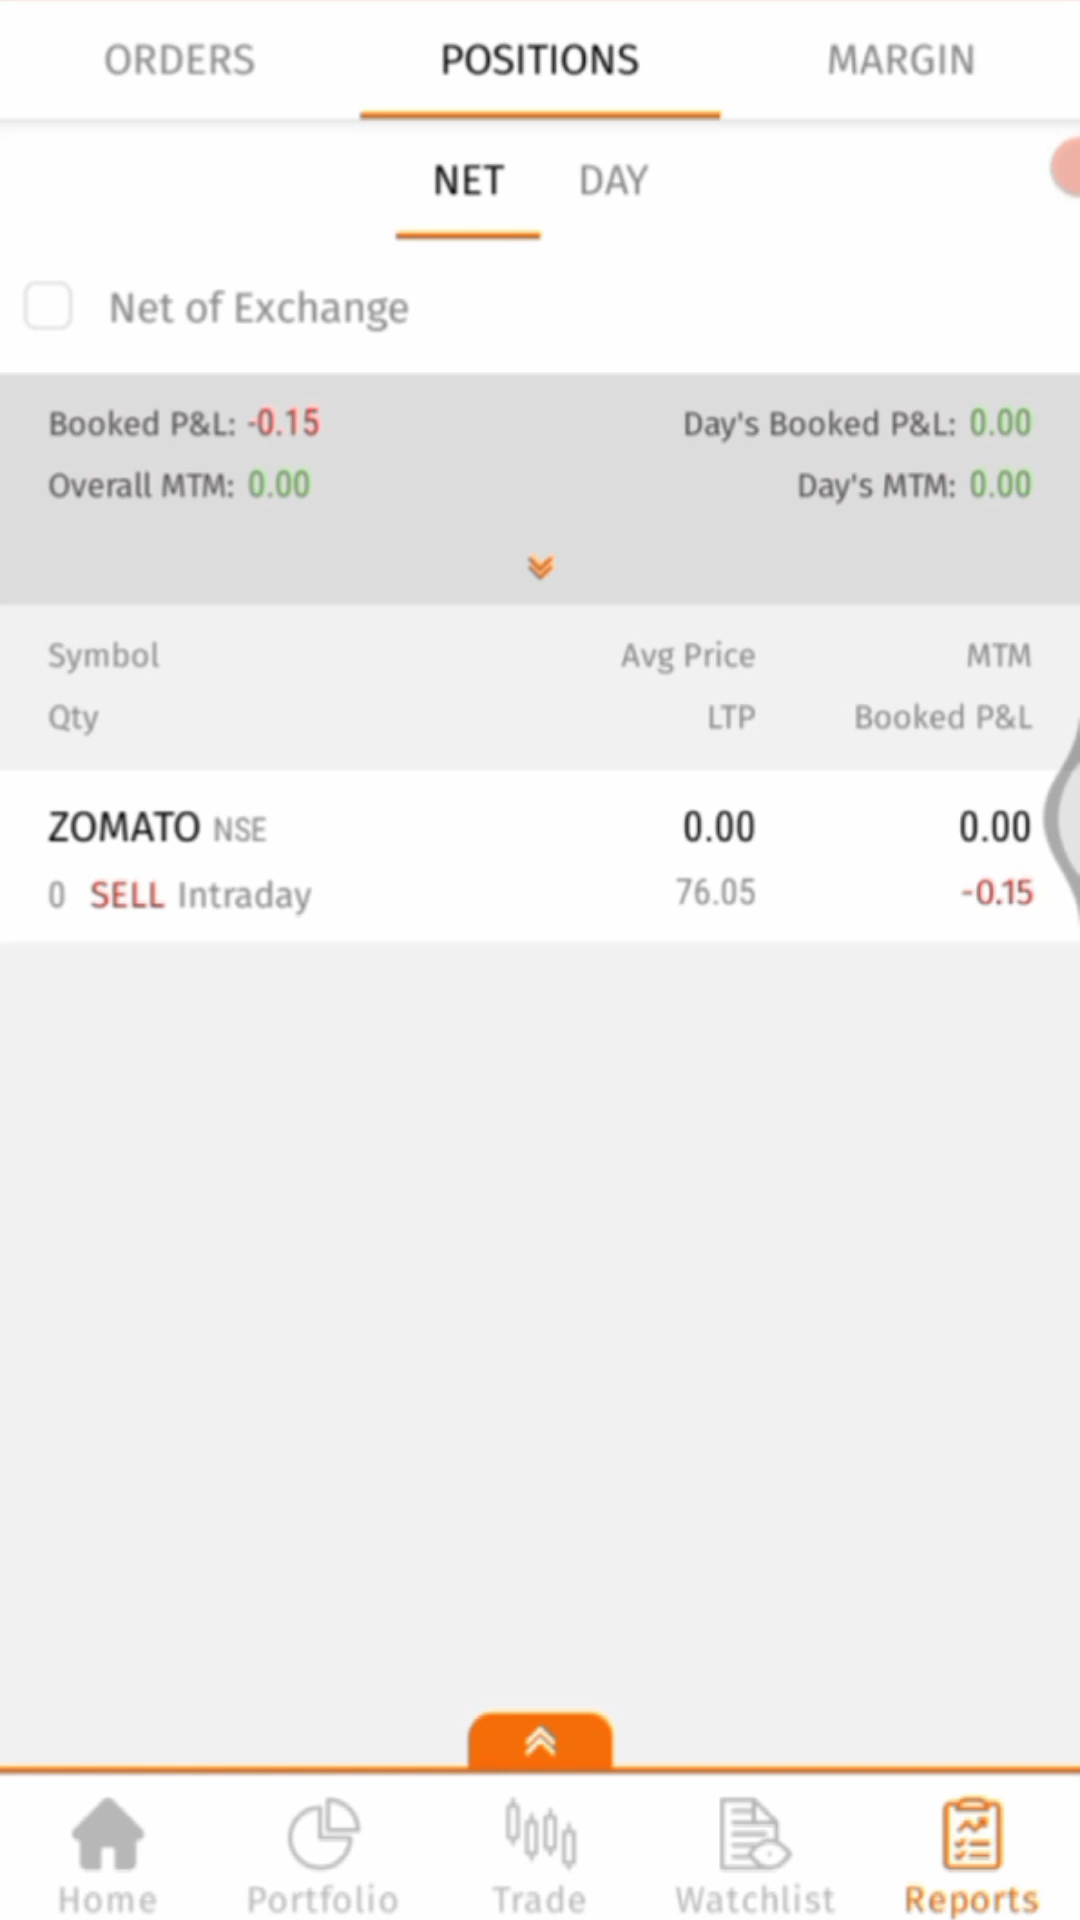 ORDERS POSITIONS MARGIN
NET DAY
Net of Exchange
Booked P&L: -0.15 Day's Booked P&L: 0.00
Overall MTM: 0.00 Day's MTM: 0.00
Symbol Avg Price MTM
Qty LTP Booked P&L
ZOMATO NSE 0.00 0.00
0 SELL Intraday 76.05 -0.15
Home Portfolio Trade Watchlist Reports